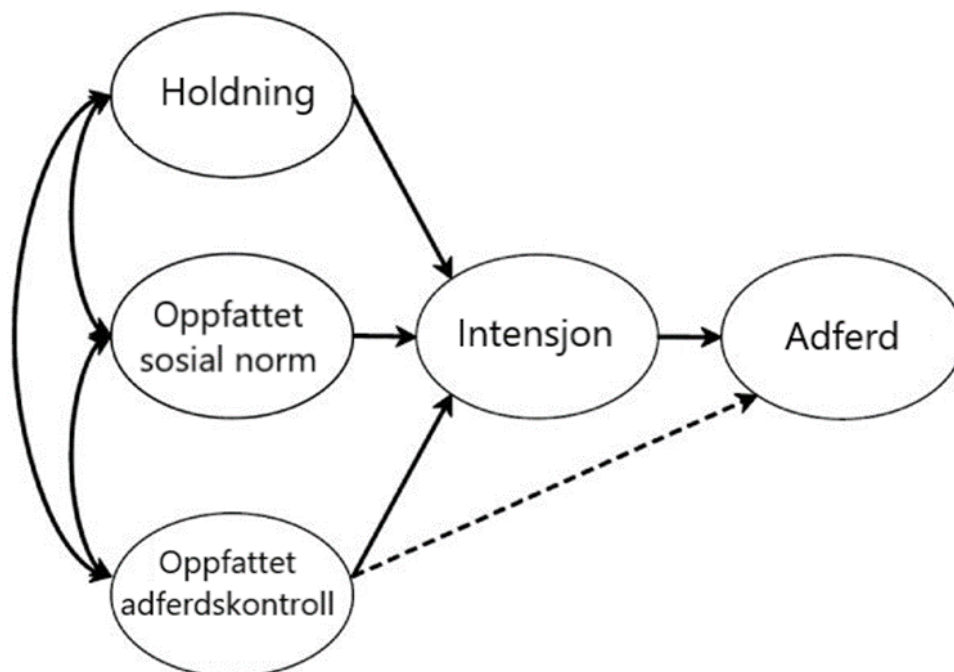 Holdning
Oppfattet
sosial norm
Intensjon
Adferd
Oppfattet
adferdskontroll